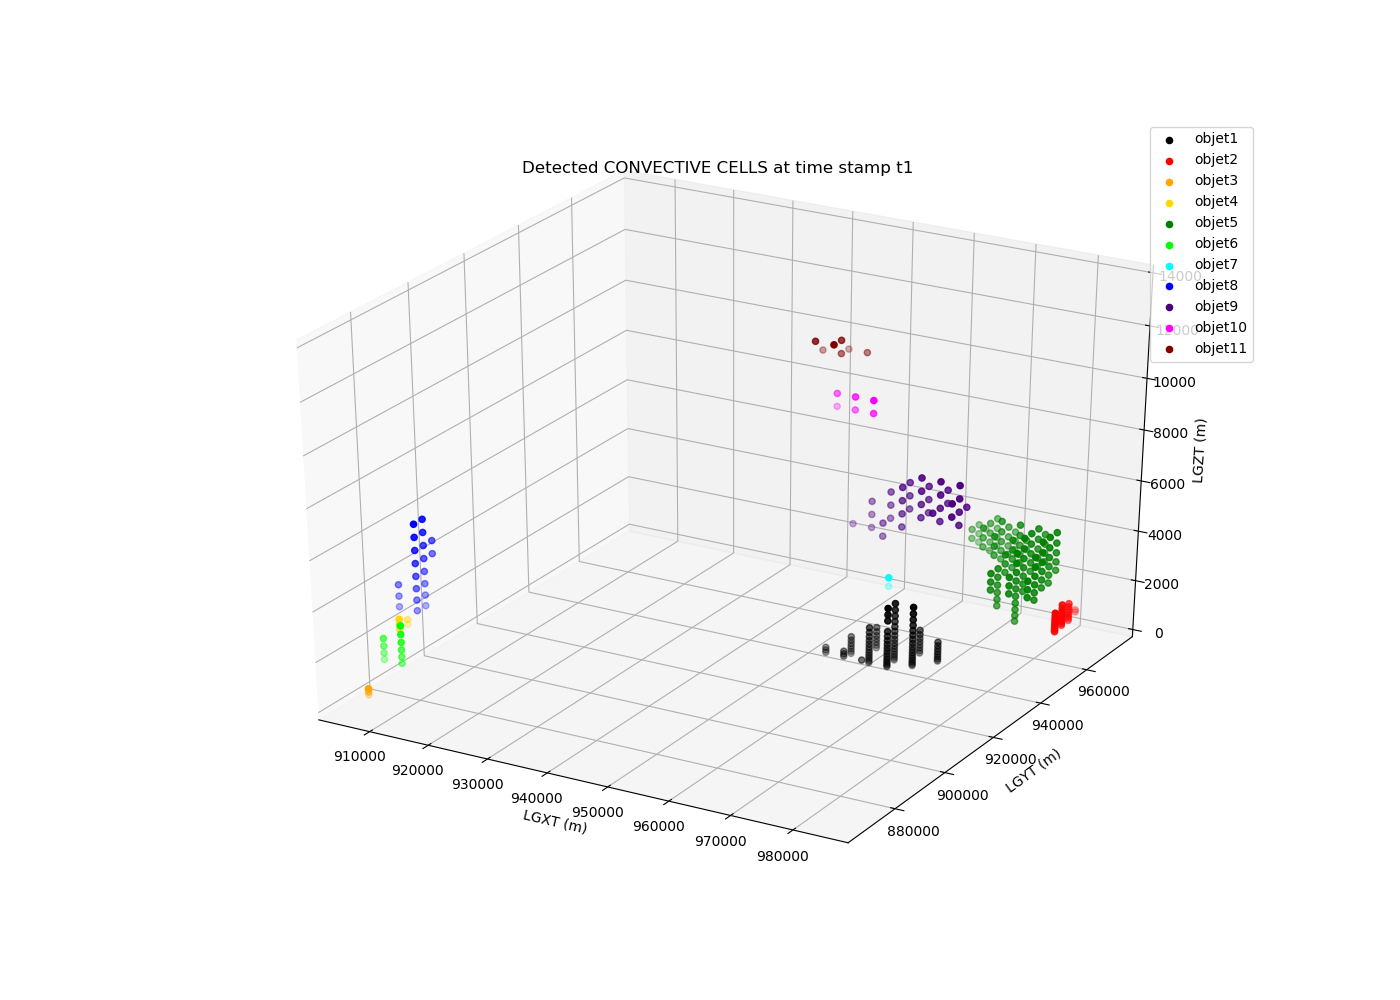 Detected CONVECTIVE CELLS at time stamp t1
objet1
objet2
objet3
objet4
objet5
objet6
objet7
objet8
objet9
objet10
objet11
14000
12000
10000
8000
6000
4000
2000
0
LGZT (m)
960000
940000
920000
900000
880000
LGYT (m)
910000
920000
930000
940000
950000
960000
970000
980000
LGXT (m)